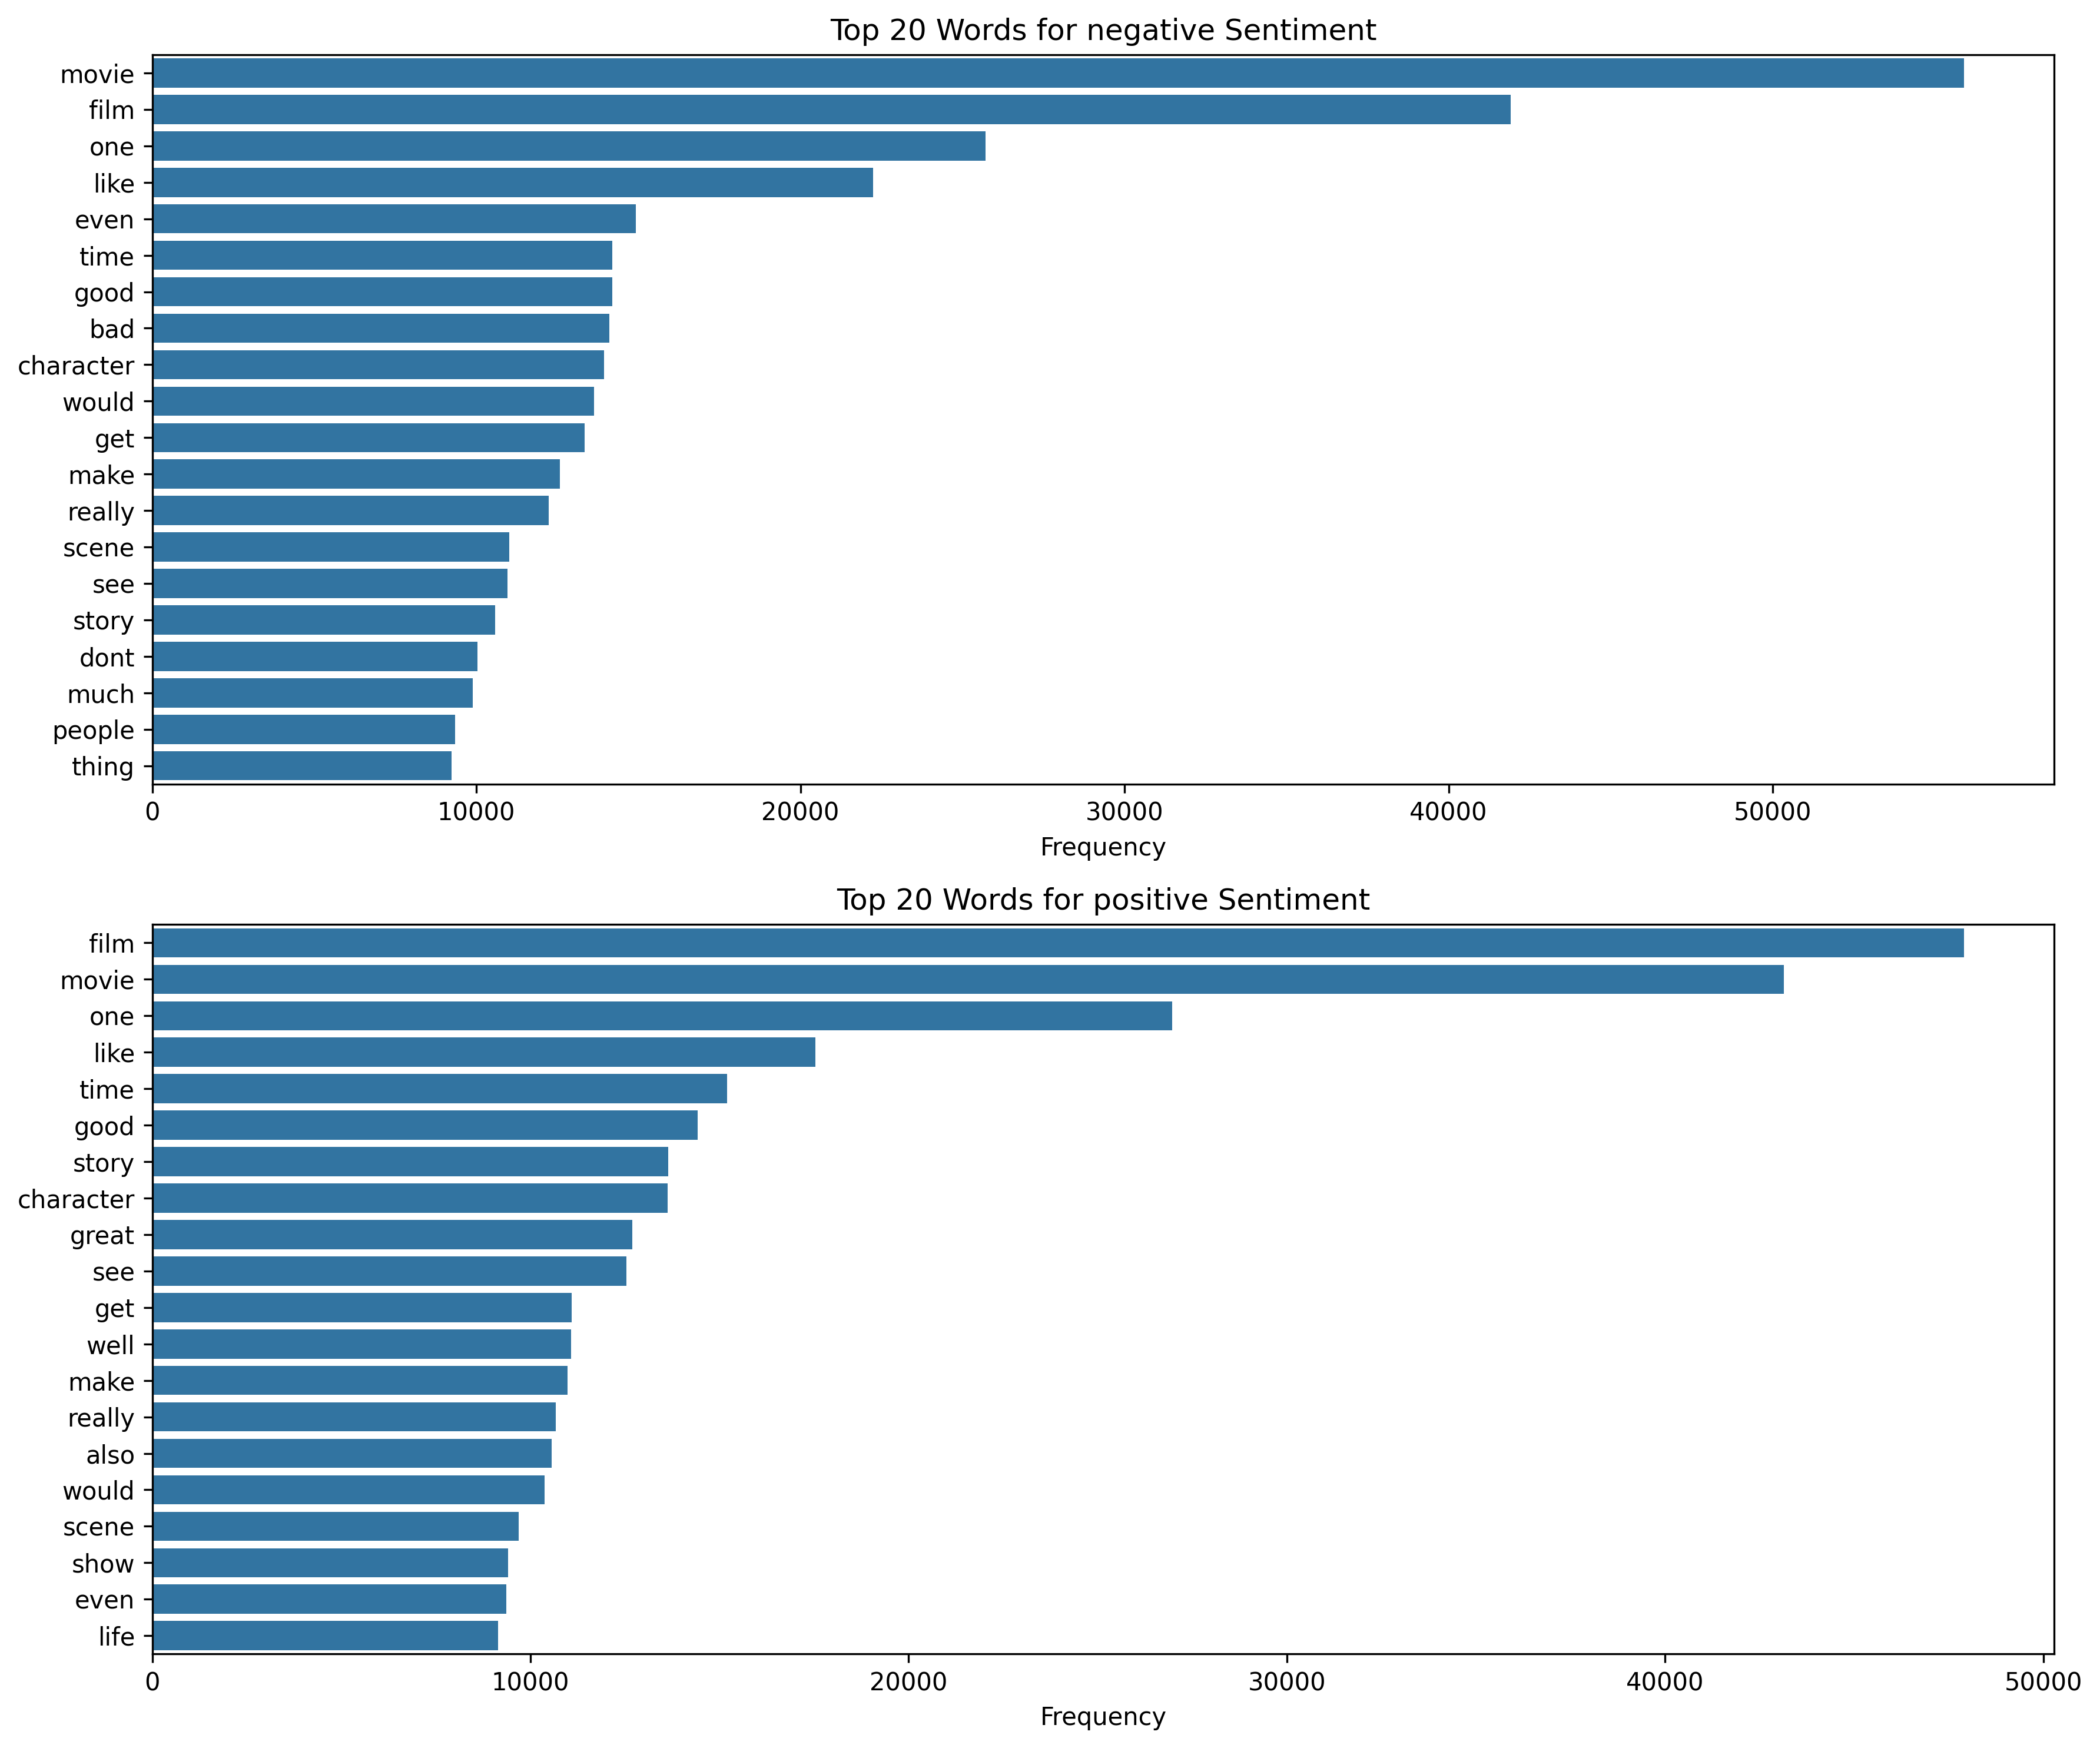 Top 20 Words for negative Sentiment
movie
film
one
like
even
time
good
bad
character
would
get
make
really
scene
see
story
dont
much
people
thing
0 10000 20000 30000 40000 50000
Frequency
Top 20 Words for positive Sentiment
film
movie
one
like
time
good
story
character
great
see
get
well
make
really
also
would
scene
show
even
life
0 10000 20000 30000 40000 50000
Frequency